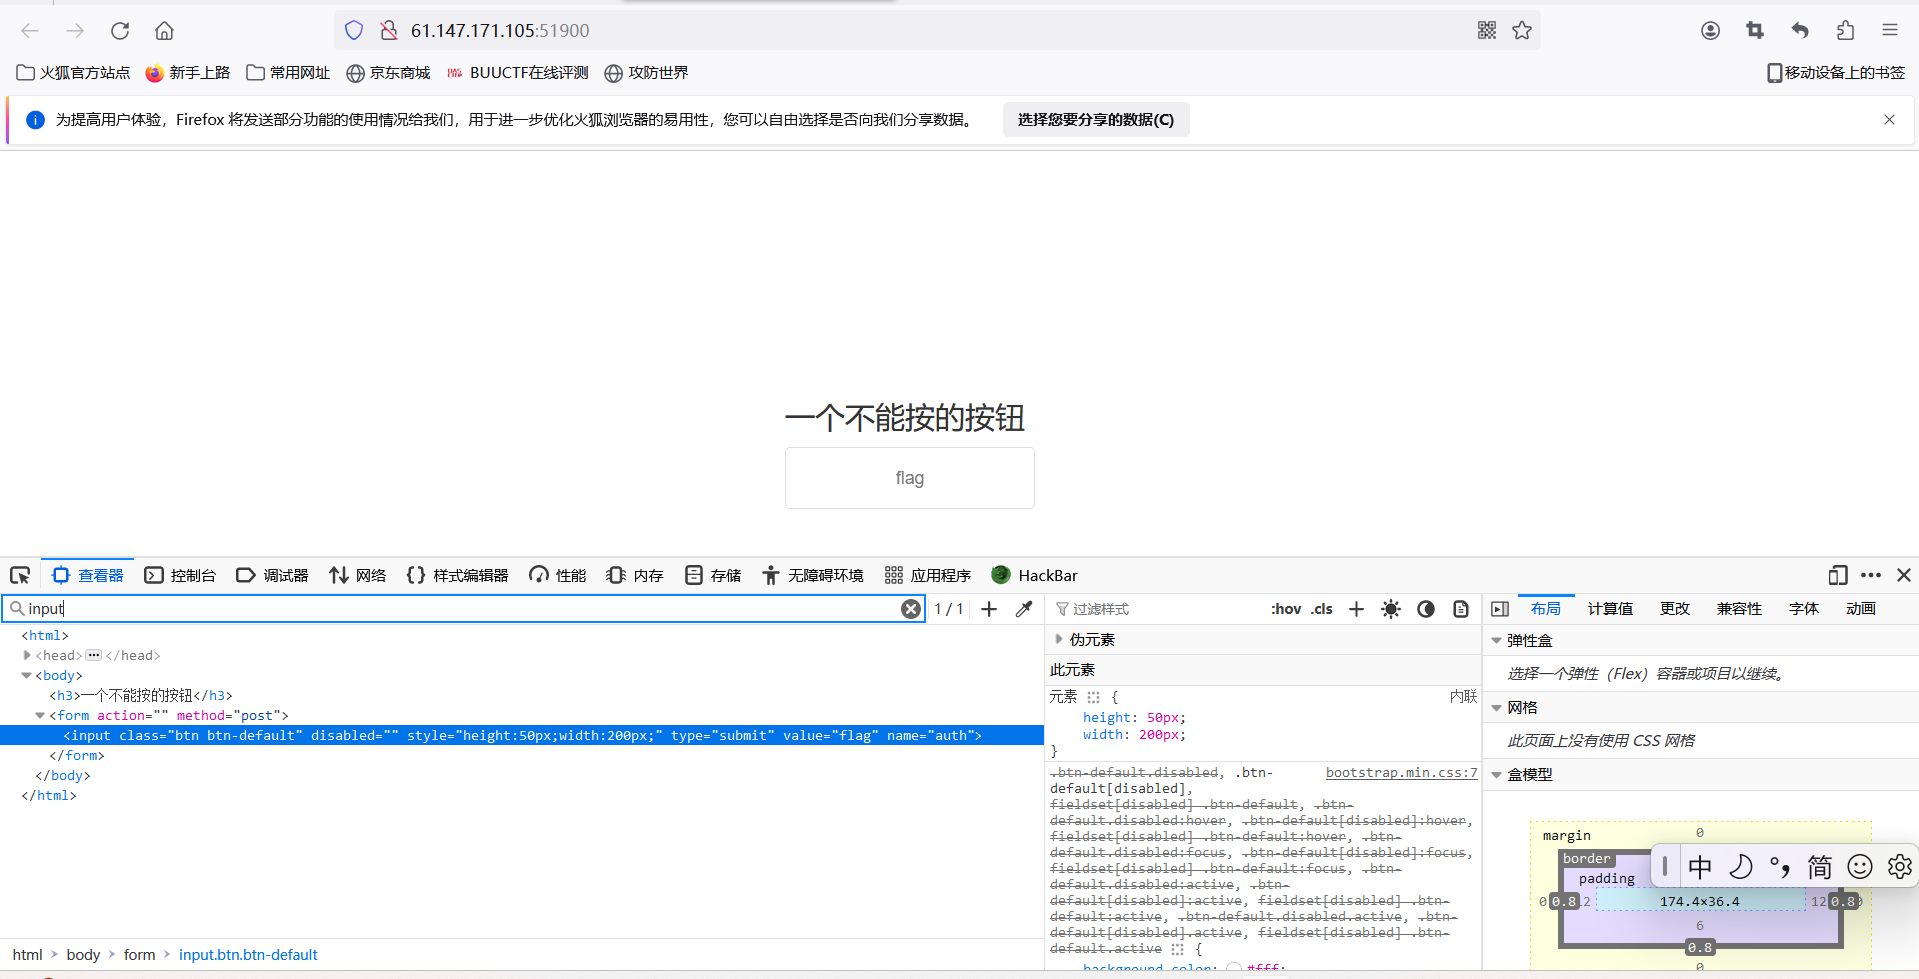 61.147.171.105:51900
火狐官方站点 新手上路 常用网址 京东商城 BUUCTF在线评测 攻防世界 移动设备上的书签
为提高用户体验，Firefox 将发送部分功能的使用情况给我们，用于进一步优化火狐浏览器的易用性，您可以自由选择是否向我们分享数据。 选择您要分享的数据(C)
一个不能按的按钮
flag
查看器 控制台 调试器 网络 样式编辑器 性能 内存 存储 无障碍环境 应用程序 HackBar
input 1 / 1
<html>
<head> ••• </head>
<body>
<h3>一个不能按的按钮</h3>
<form action="" method="post">
<input class="btn btn-default" disabled="" style="height:50px;width:200px;" type="submit" value="flag" name="auth">
</form>
</body>
</html>
html > body > form > input.btn.btn-default
过滤样式 :hov .cls
伪元素
此元素
元素 { 内联
height: 50px;
width: 200px;
}
.btn-default.disabled, .btn- bootstrap.min.css:7
default[disabled],
fieldset[disabled] .btn-default, .btn-
default.disabled:hover, .btn-default[disabled]:hover,
fieldset[disabled] .btn-default:hover, .btn-
default.disabled:focus, .btn-default[disabled]:focus,
fieldset[disabled] .btn-default:focus, .btn-
default.disabled:active, .btn-
default[disabled]:active, fieldset[disabled] .btn-
default:active, .btn-default.disabled.active, .btn-
default[disabled].active, fieldset[disabled] .btn-
default.active {
background-color: #fff;
布局 计算值 更改 兼容性 字体 动画
弹性盒
选择一个弹性（Flex）容器或项目以继续。
网格
此页面上没有使用 CSS 网格
盒模型
margin 0
border
padding
0 0.8 2 174.4×36.4 12 0.8
6
0.8
0
中 简